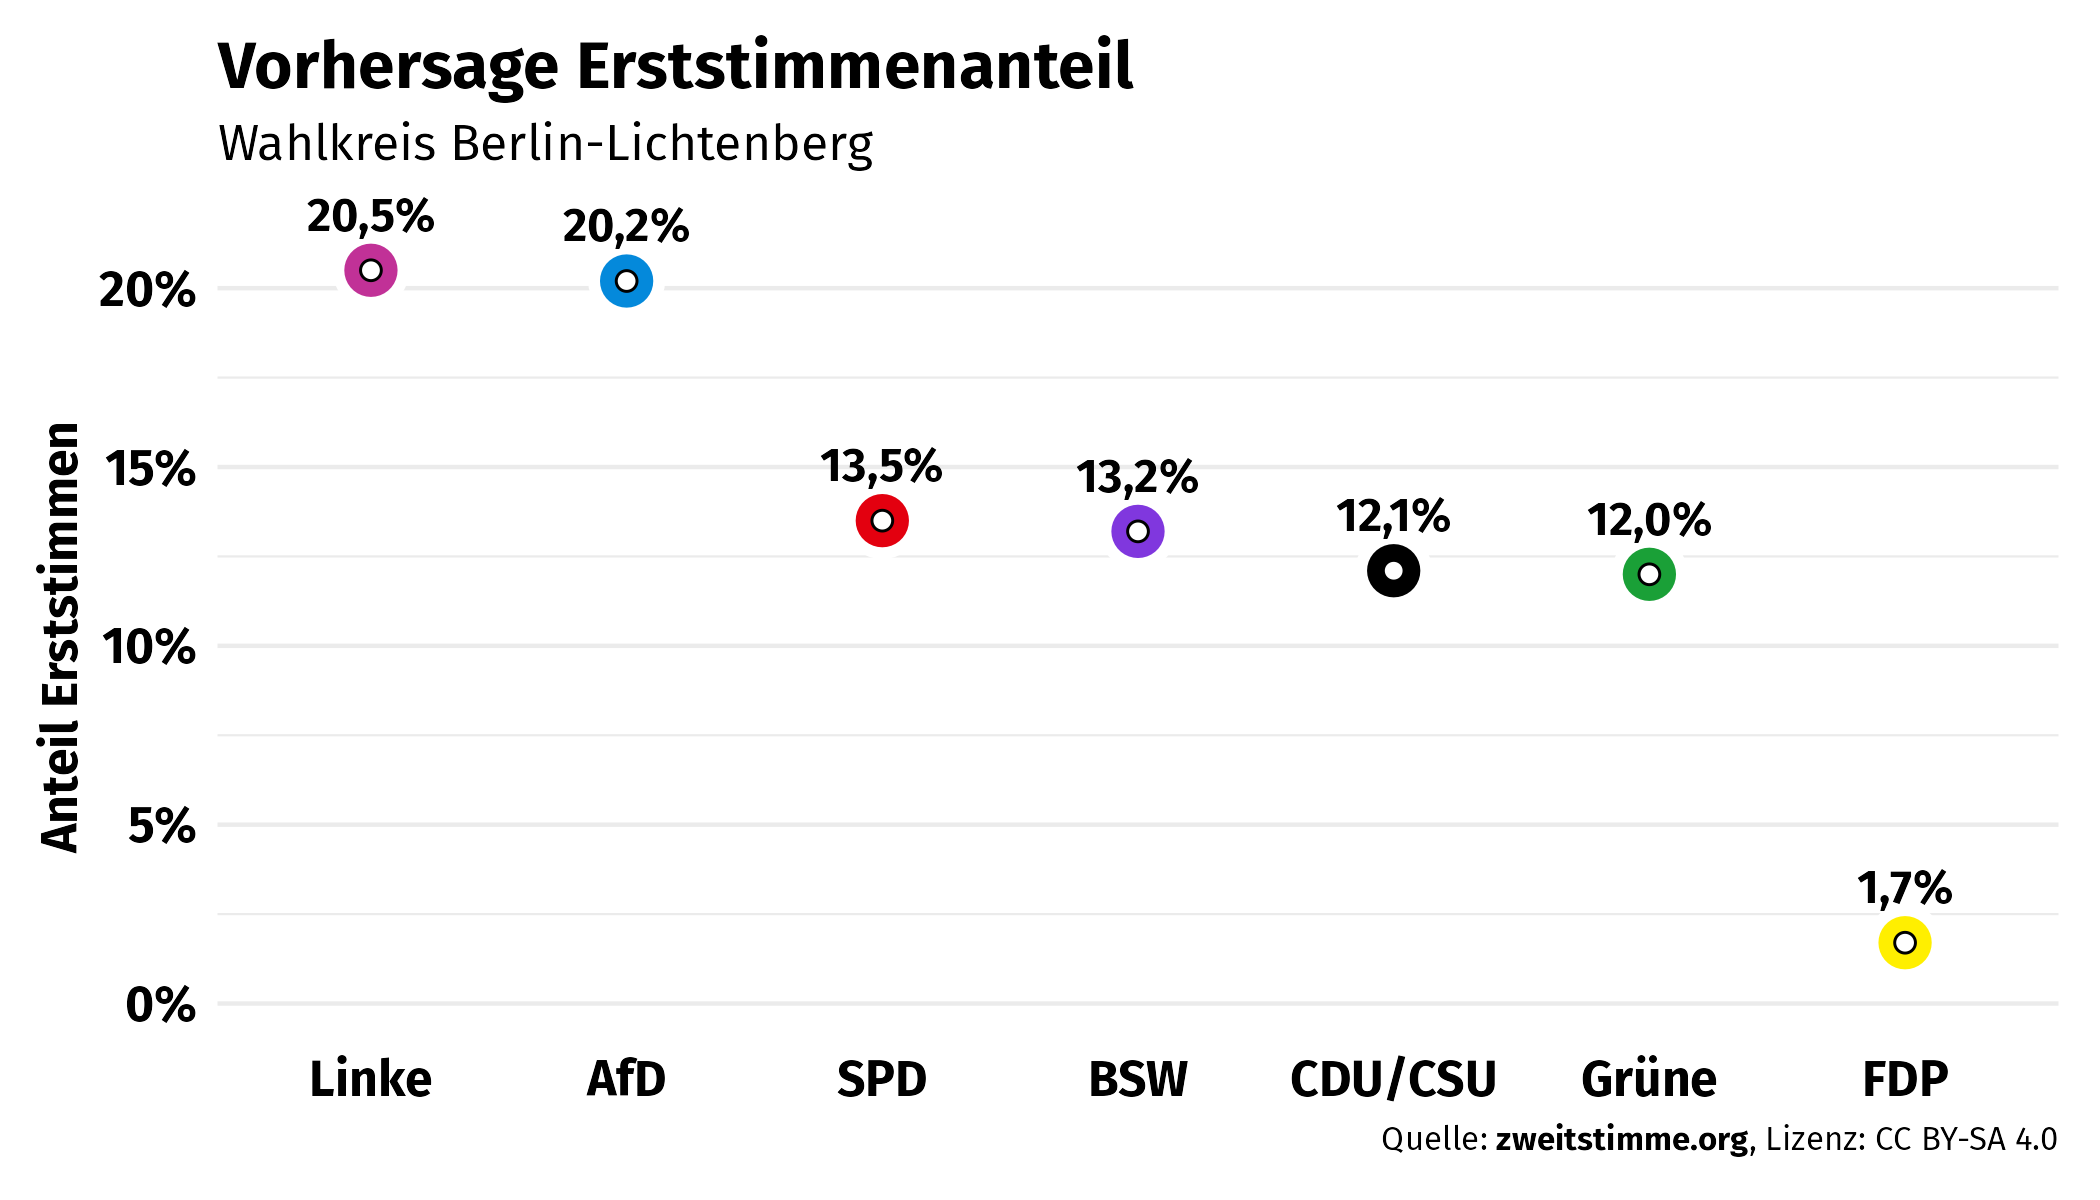 Vorhersage Erststimmenanteil
Wahlkreis Berlin-Lichtenberg
20,5%
20,2%
20%
15%
13,5%
13,2%
12,1%
12,0%
10%
5%
1,7%
0%
Anteil Erststimmen
Linke AfD SPD BSW CDU/CSU Grüne FDP
Quelle: zweitstimme.org, Lizenz: CC BY-SA 4.0